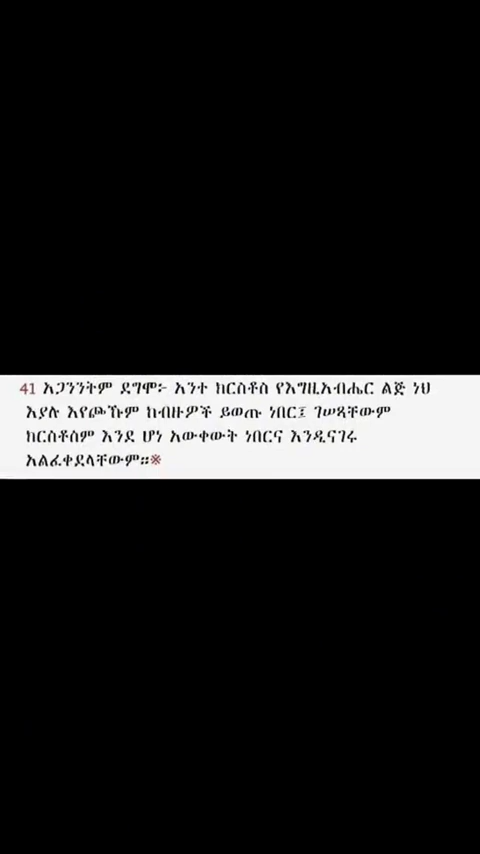 41 አጋንንትም ደግሞ፦ አንተ ክርስቶስ የእግዚአብሔር ልጅ ነህ
እያሉ እየጮኹም ከብዙዎች ይወጡ ነበር፤ ገሠጻቸውም
ክርስቶስም እንደ ሆነ አውቀውት ነበርና እንዲናገሩ
አልፈቀደላቸውም።※